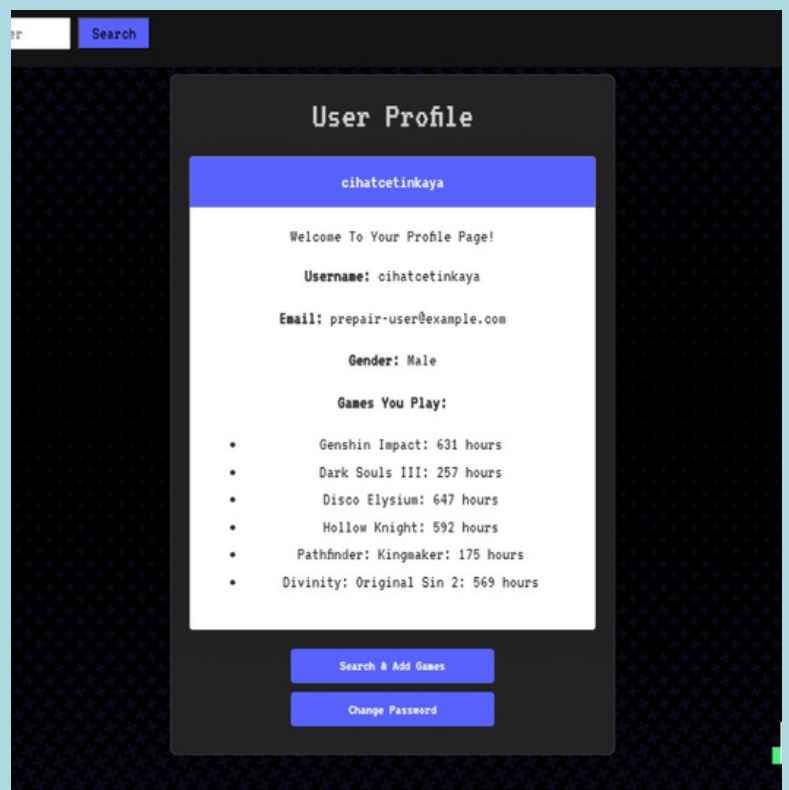 er
Search
User Profile
cihatcetinkaya
Welcome To Your Profile Page!
Username: cihatcetinkaya
Email: prepair-user@example.com
Gender: Male
Games You Play:
• Genshin Impact: 631 hours
• Dark Souls III: 257 hours
• Disco Elysium: 647 hours
• Hollow Knight: 592 hours
• Pathfinder: Kingmaker: 175 hours
• Divinity: Original Sin 2: 569 hours
Search & Add Games
Change Password